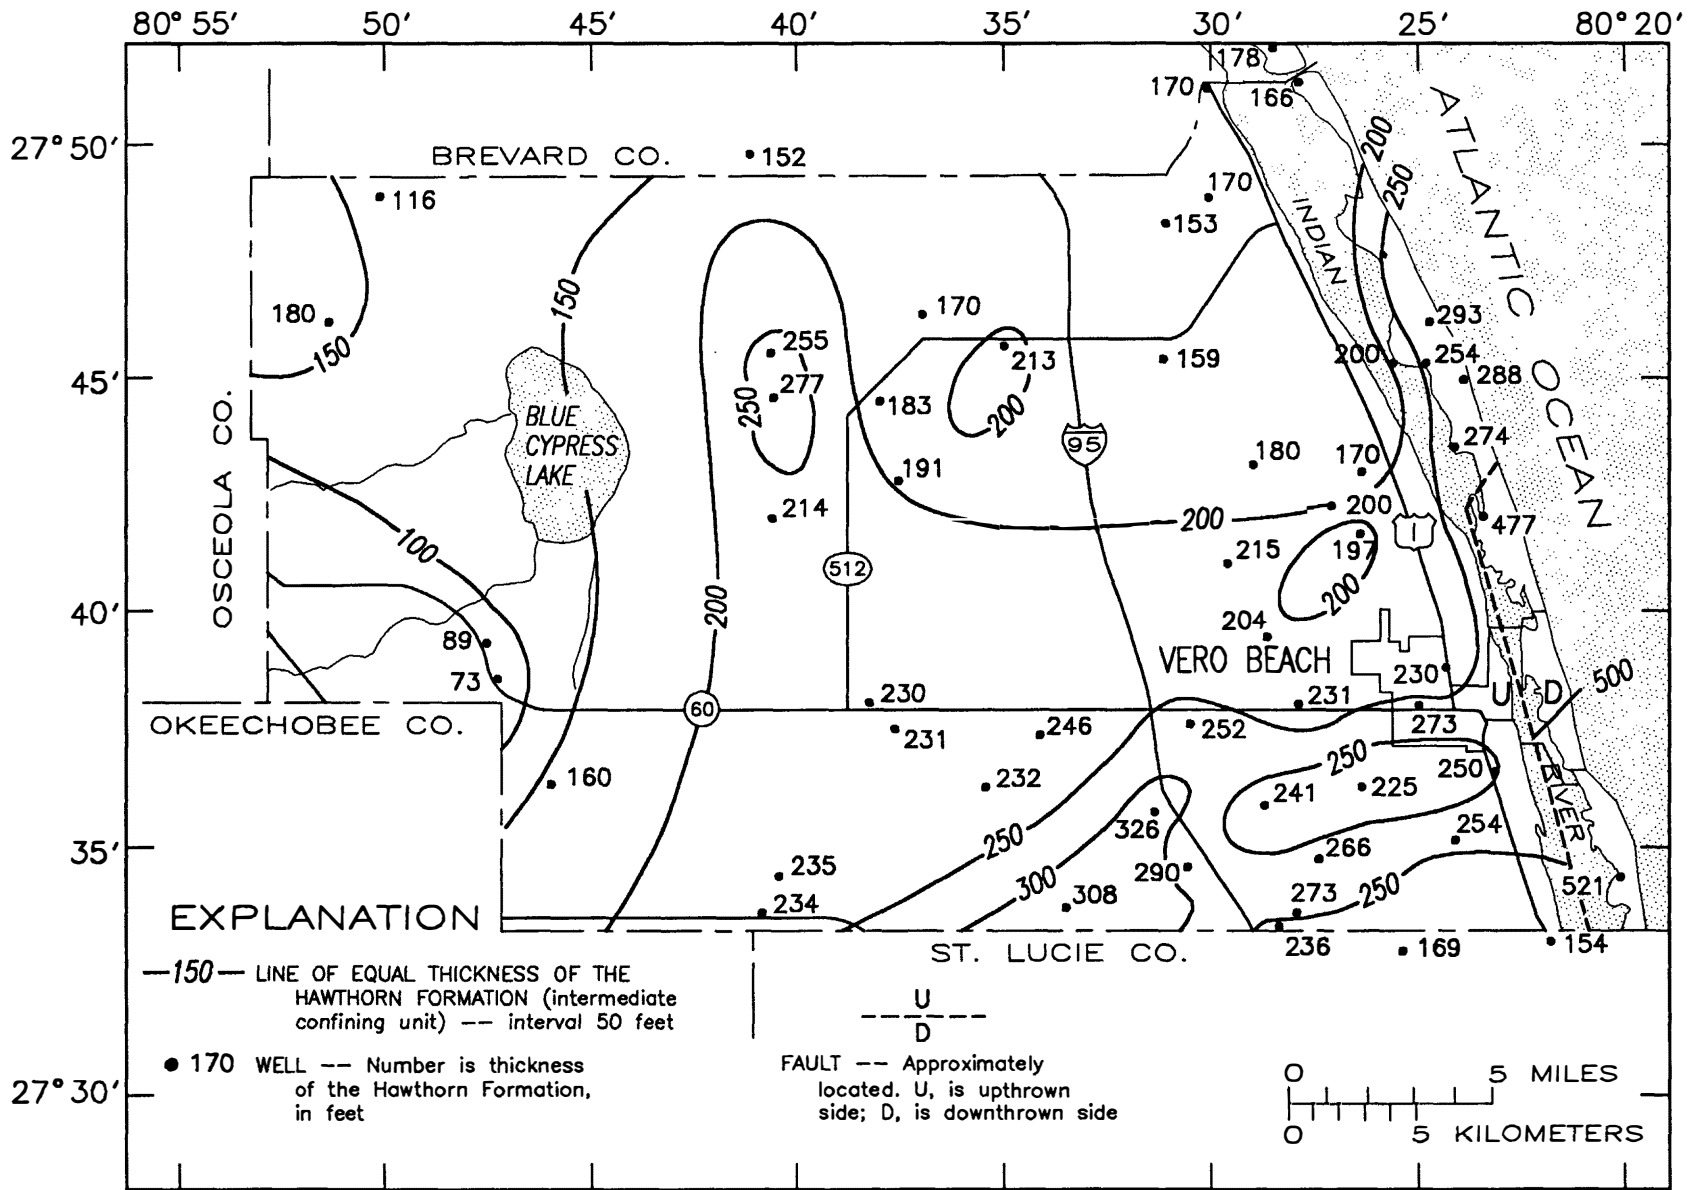 80° 55′ 50′ 45′ 40′ 35′ 30′ 25′ 80° 20′
178
170
166
27° 50′
BREVARD CO.
152
200
250
ATLANTIC OCEAN
116
170
153
INDIAN
150
180
150
170
293
255
213
159
200
254
277
288
45′
250
183
200
OSCEOLA CO.
BLUE
CYPRESS
LAKE
95
274
191
180
170
214
200
200
477
1
100
215
197
512
200
200
40′
204
89
VERO BEACH
230
73
500
U D
230
231
60
OKEECHOBEE CO.
231
246
252
273
250
250
160
232
241
225
RIVER
326
254
250
35′
235
266
300
290
521
308
273
250
234
EXPLANATION
236
169
154
ST. LUCIE CO.
—150— LINE OF EQUAL THICKNESS OF THE
HAWTHORN FORMATION (intermediate
confining unit) –– interval 50 feet
U
D
170 WELL –– Number is thickness
of the Hawthorn Formation,
in feet
FAULT –– Approximately
located. U, is upthrown
side; D, is downthrown side
27° 30′
0 5 MILES
0 5 KILOMETERS